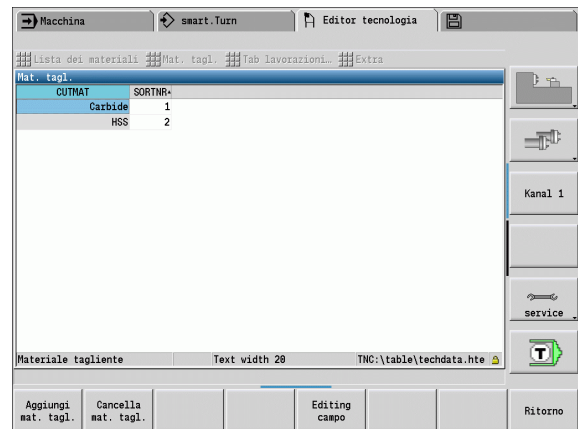 Macchina smart.Turn Editor tecnologia
Lista dei materiali Mat. tagl. Tab lavorazioni… Extra
Mat. tagl.
CUTMAT SORTNR
Carbide 1
HSS 2
Kanal 1
service
Materiale tagliente Text width 20 TNC:\table\techdata.hte
T
Aggiungi mat. tagl.
Cancella mat. tagl.
Editing campo
Ritorno